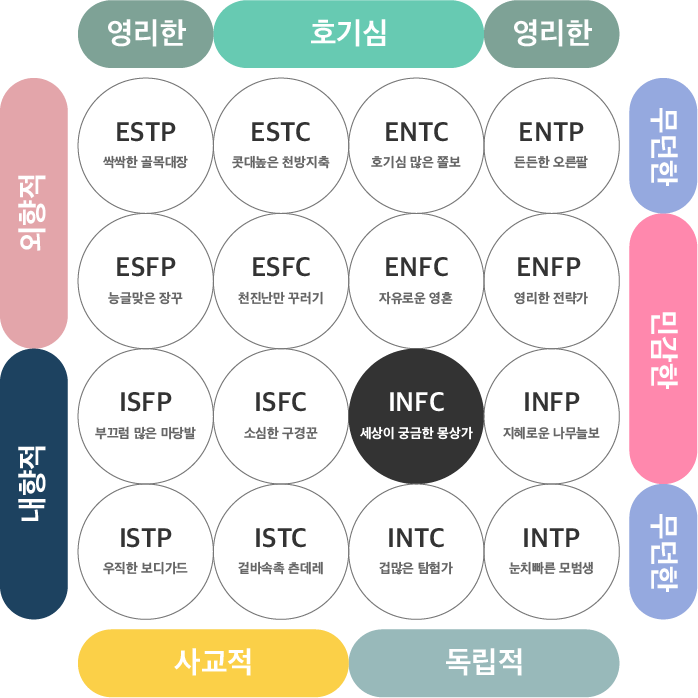 영리한
호기심
영리한
외향적
내향적
무던한
민감한
무던한
ESTP
싹싹한 골목대장
ESTC
콧대높은 천방지축
ENTC
호기심 많은 쫄보
ENTP
든든한 오른팔
ESFP
능글맞은 장꾸
ESFC
천진난만 꾸러기
ENFC
자유로운 영혼
ENFP
영리한 전략가
ISFP
부끄럼 많은 마당발
ISFC
소심한 구경꾼
INFC
세상이 궁금한 몽상가
INFP
지혜로운 나무늘보
ISTP
우직한 보디가드
ISTC
겉바속촉 츤데레
INTC
겁많은 탐험가
INTP
눈치빠른 모범생
사교적
독립적